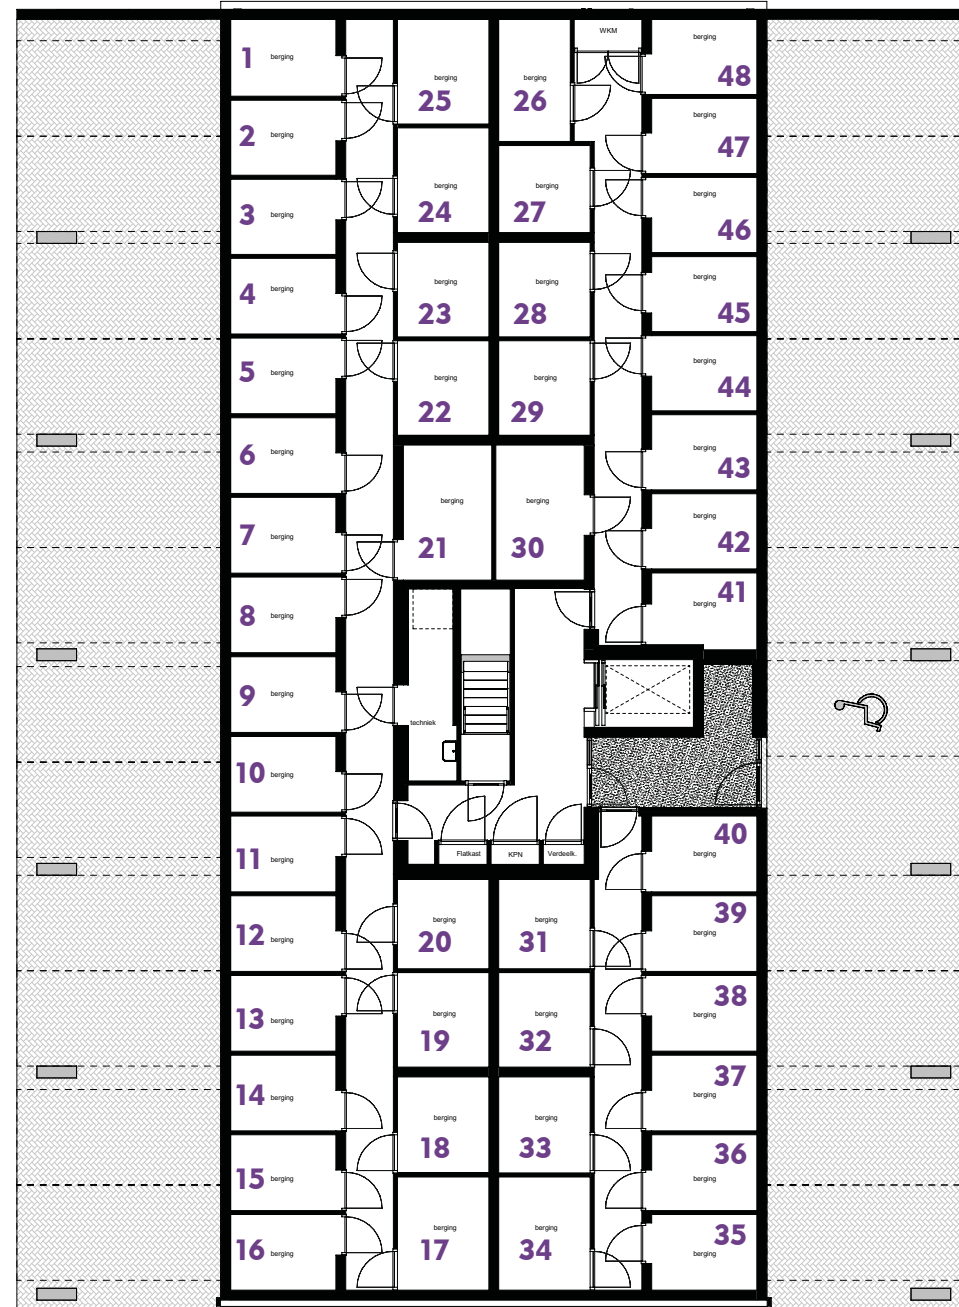 WKM
1 berging
berging 25
berging 26
berging 48
2 berging
berging 47
3 berging
berging 24
berging 27
berging 46
4 berging
berging 23
berging 28
berging 45
5 berging
berging 22
berging 29
berging 44
6 berging
berging 43
7 berging
berging 21
berging 30
berging 42
8 berging
berging 41
9 berging
techniek
10 berging
11 berging
Flatkast
KPN
Verdeelk.
40 berging
12 berging
berging 20
berging 31
39 berging
13 berging
berging 19
berging 32
38 berging
14 berging
berging 18
berging 33
37 berging
15 berging
36 berging
16 berging
berging 17
berging 34
35 berging